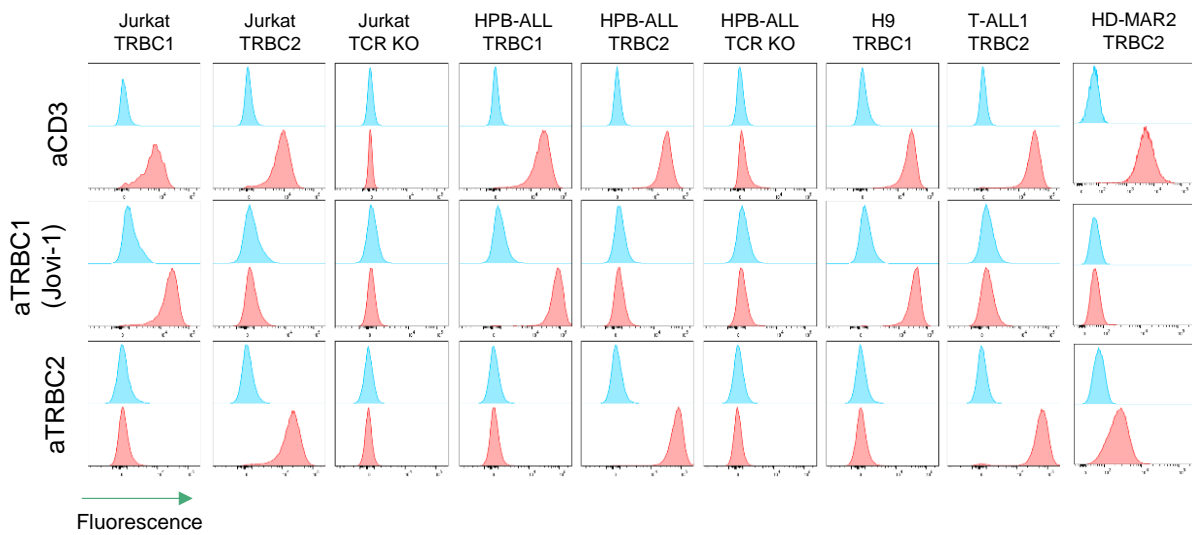 Jurkat TRBC1
Jurkat TRBC2
Jurkat TCR KO
HPB-ALL TRBC1
HPB-ALL TRBC2
HPB-ALL TCR KO
H9 TRBC1
T-ALL1 TRBC2
HD-MAR2 TRBC2
aCD3
aTRBC1
(Jovi-1)
aTRBC2
Fluorescence